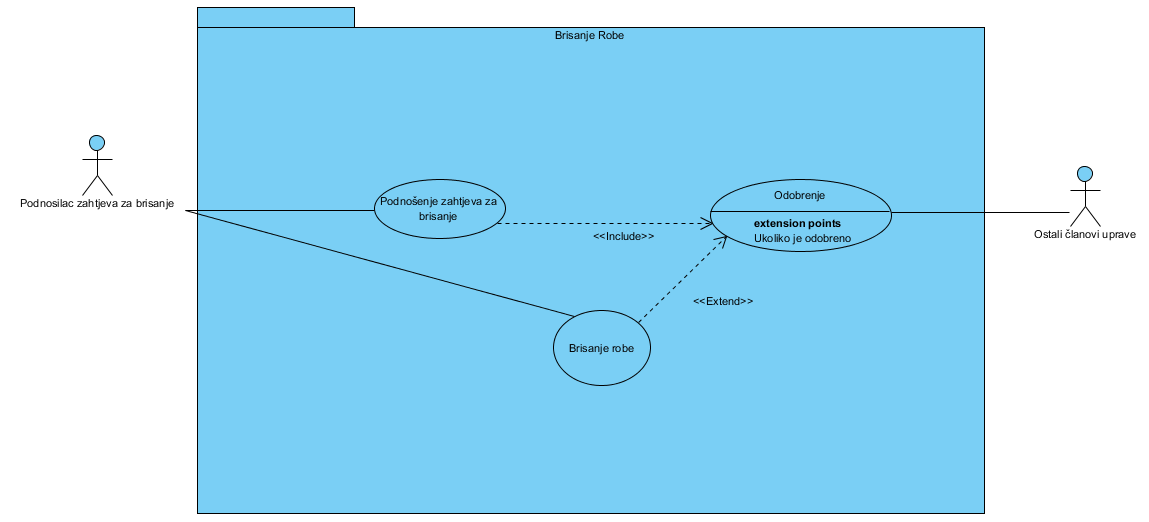 Brisanje Robe
Podnosilac zahtjeva za brisanje
Podnošenje zahtjeva za
brisanje
<<Include>>
Odobrenje
extension points
Ukoliko je odobreno
Ostali članovi uprave
<<Extend>>
Brisanje robe